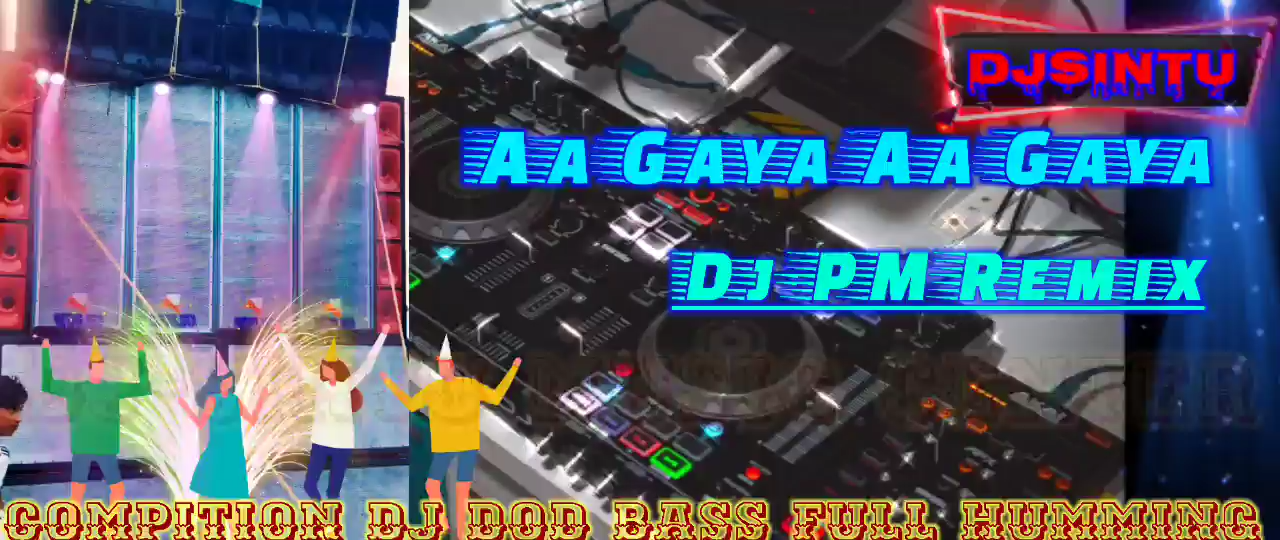 DJSINTU
AA GAYA AA GAYA
DJ PM REMIX
COMPITION DJ DOD BASS FULL HUMMING